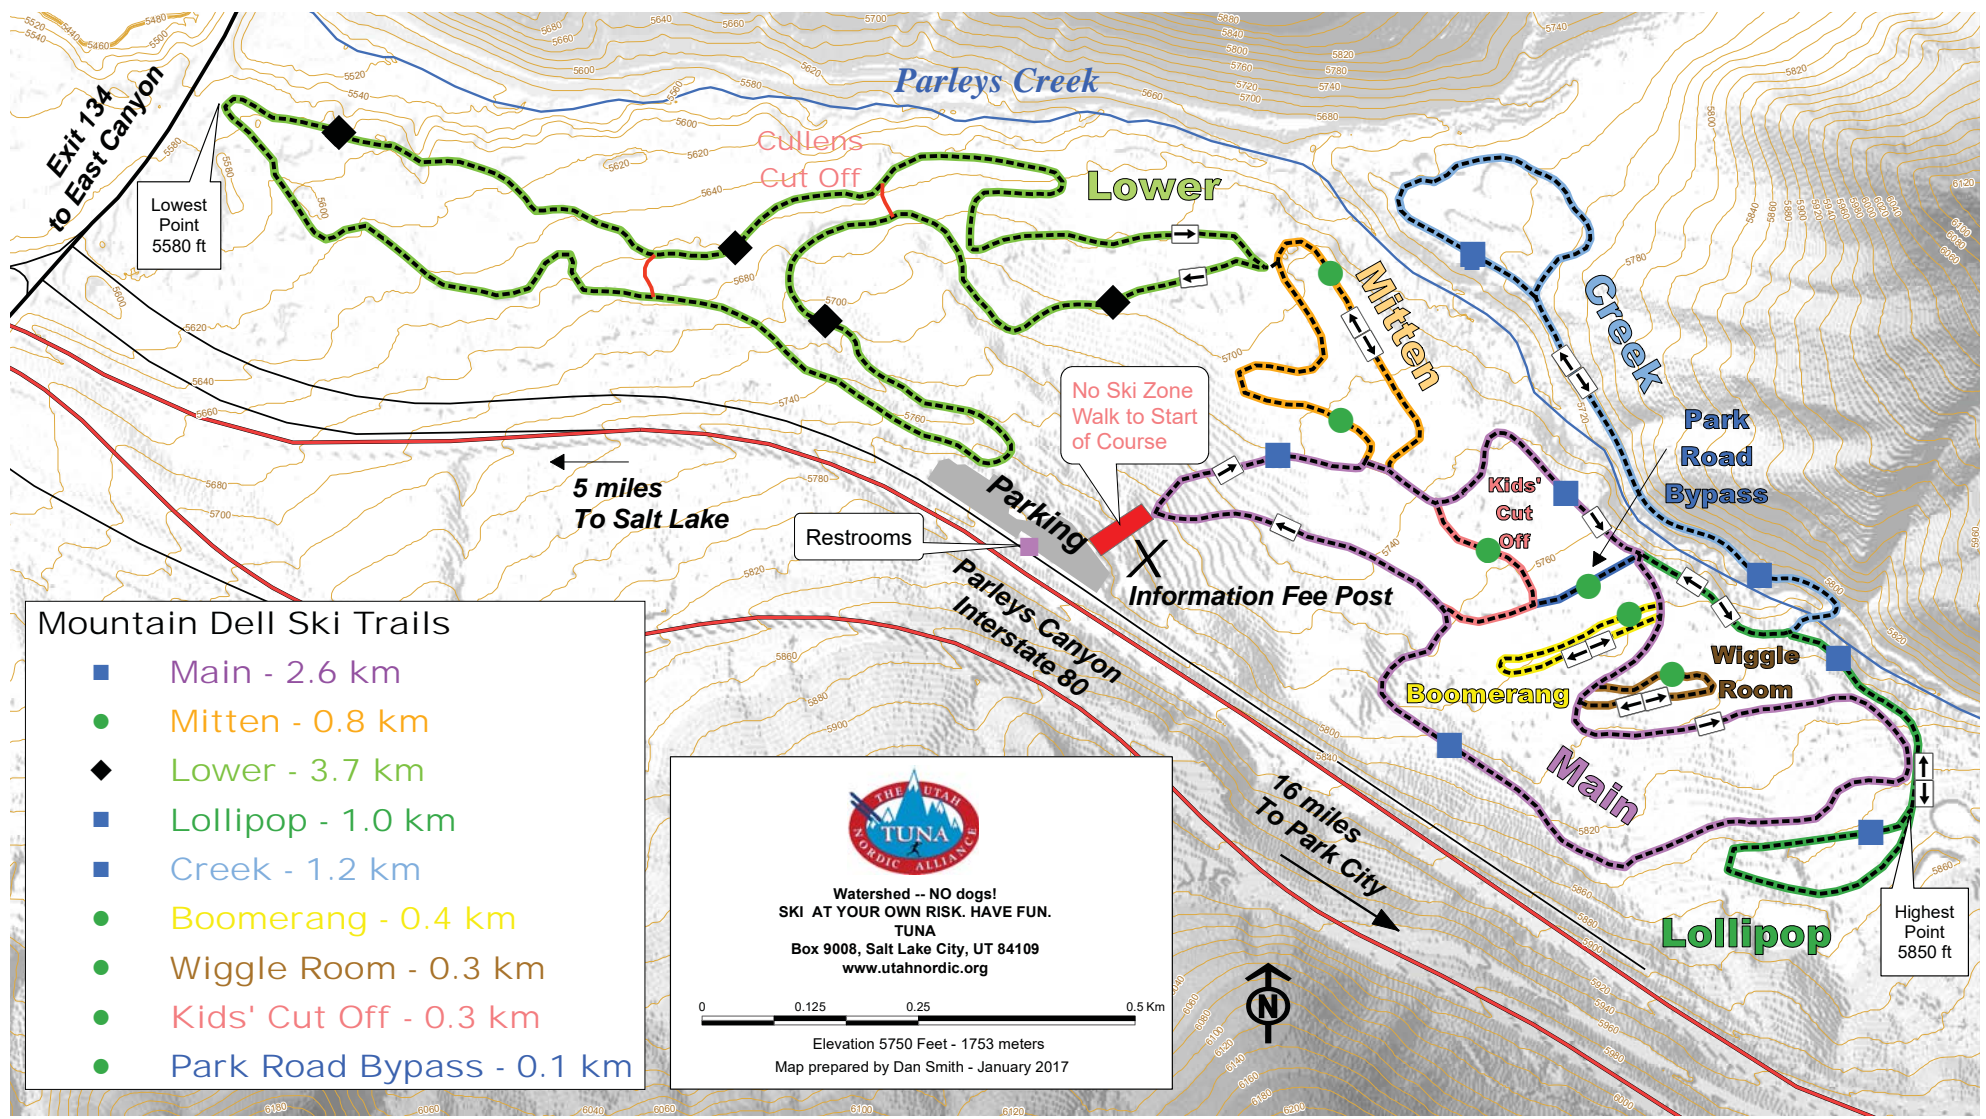 Parleys Creek
Exit 134
to East Canyon
Cullens
Cut Off
Lower
Lowest
Point
5580 ft
Mitten
Creek
No Ski Zone
Walk to Start
of Course
Park
Road
Bypass
Kids'
Cut
Off
5 miles
To Salt Lake
Parking
Restrooms
Information Fee Post
Parleys Canyon
Interstate 80
Wiggle
Room
Boomerang
Main
Lollipop
16 miles
To Park City
Highest
Point
5850 ft
Mountain Dell Ski Trails
Main - 2.6 km
Mitten - 0.8 km
Lower - 3.7 km
Lollipop - 1.0 km
Creek - 1.2 km
Boomerang - 0.4 km
Wiggle Room - 0.3 km
Kids' Cut Off - 0.3 km
Park Road Bypass - 0.1 km
THE UTAH
TUNA
NORDIC ALLIANCE
Watershed -- NO dogs!
SKI AT YOUR OWN RISK. HAVE FUN.
TUNA
Box 9008, Salt Lake City, UT 84109
www.utahnordic.org
0 0.125 0.25 0.5 Km
Elevation 5750 Feet - 1753 meters
Map prepared by Dan Smith - January 2017
N